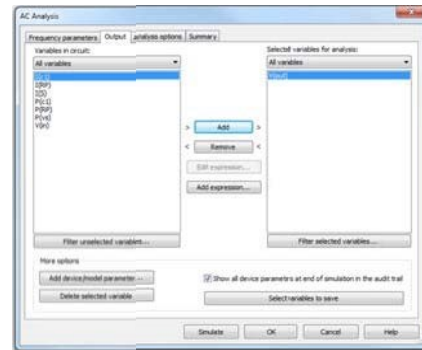 AC Analysis
Frequency parameters Output Analysis options Summary
Variables in circuit:
All variables
I(c1)
I(RP)
I(S)
P(c1)
P(RP)
P(vs)
V(in)
Filter unselected variables...
> Add >
< Remove <
Edit expression...
Add expression...
Selected variables for analysis:
All variables
V(out)
Filter selected variables...
More options
Add device/model parameter...
Delete selected variable
Show all device parameters at end of simulation in the audit trail
Select variables to save
Simulate OK Cancel Help